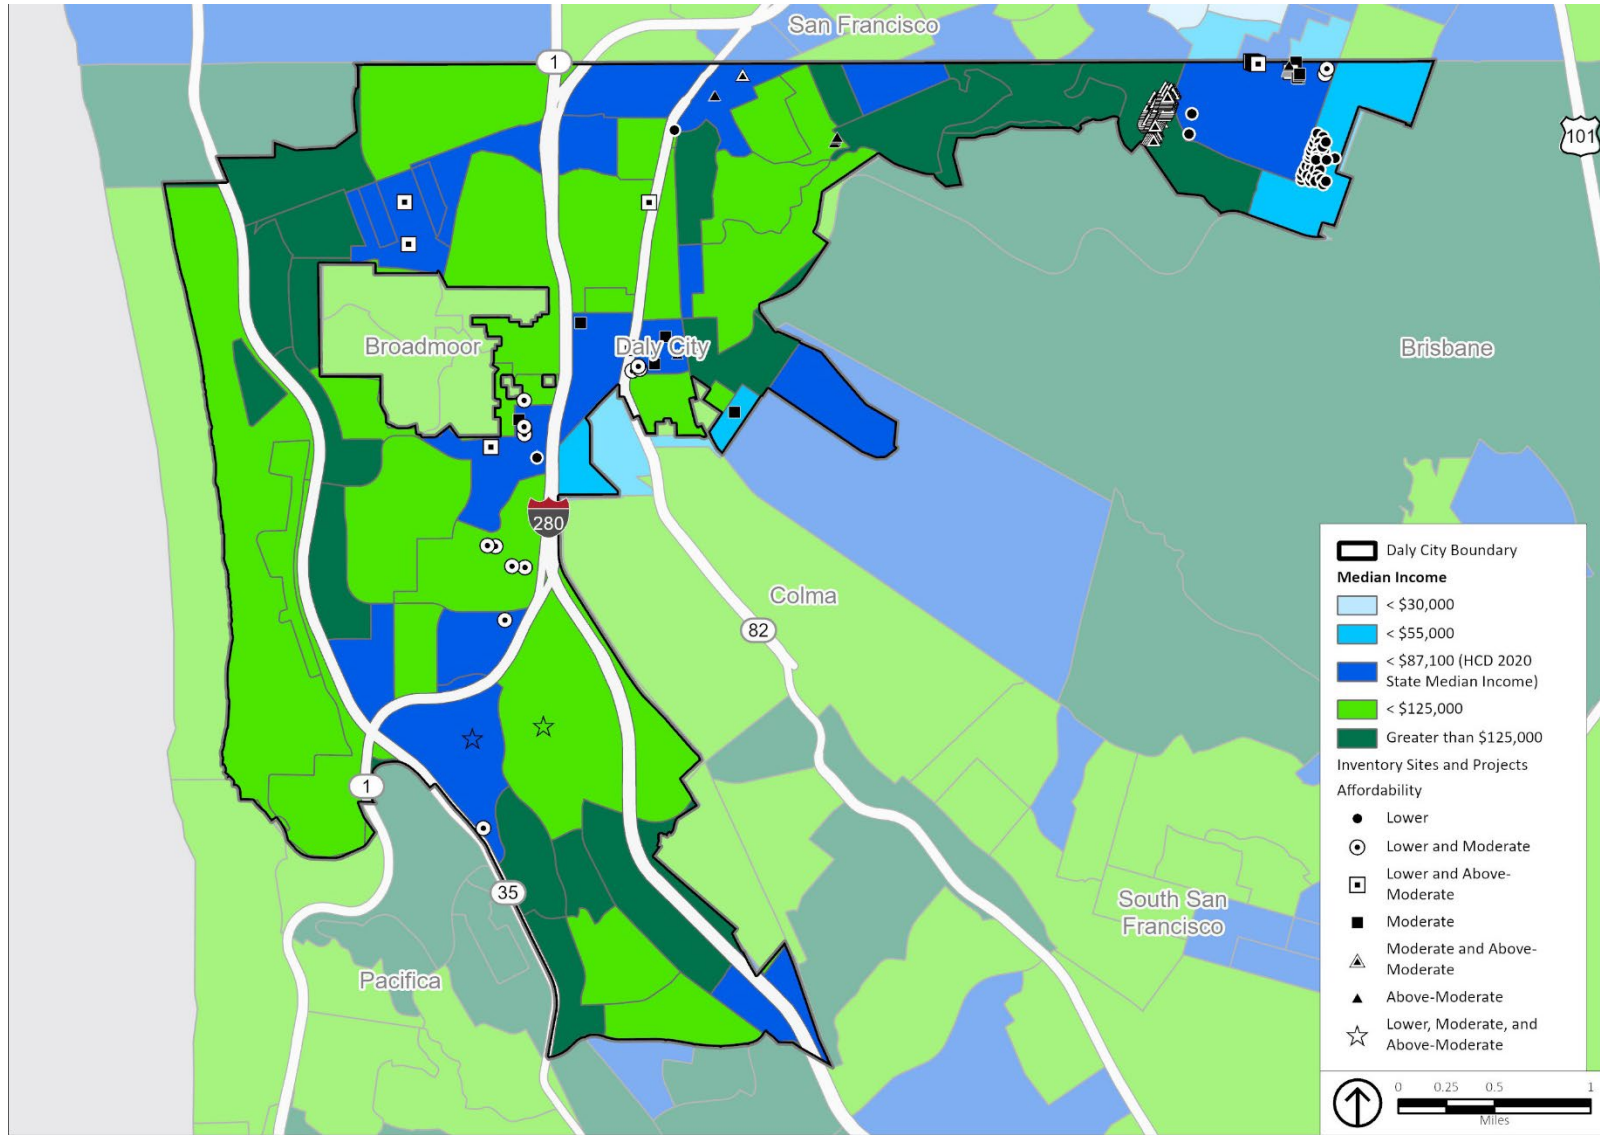 San Francisco
1
101
Broadmoor
Daly City
Brisbane
280
Colma
82
1
35
South San
Francisco
Pacifica
Daly City Boundary
Median Income
< $30,000
< $55,000
< $87,100 (HCD 2020
State Median Income)
< $125,000
Greater than $125,000
Inventory Sites and Projects
Affordability
Lower
Lower and Moderate
Lower and Above-
Moderate
Moderate
Moderate and Above-
Moderate
Above-Moderate
Lower, Moderate, and
Above-Moderate
0 0.25 0.5 1
Miles